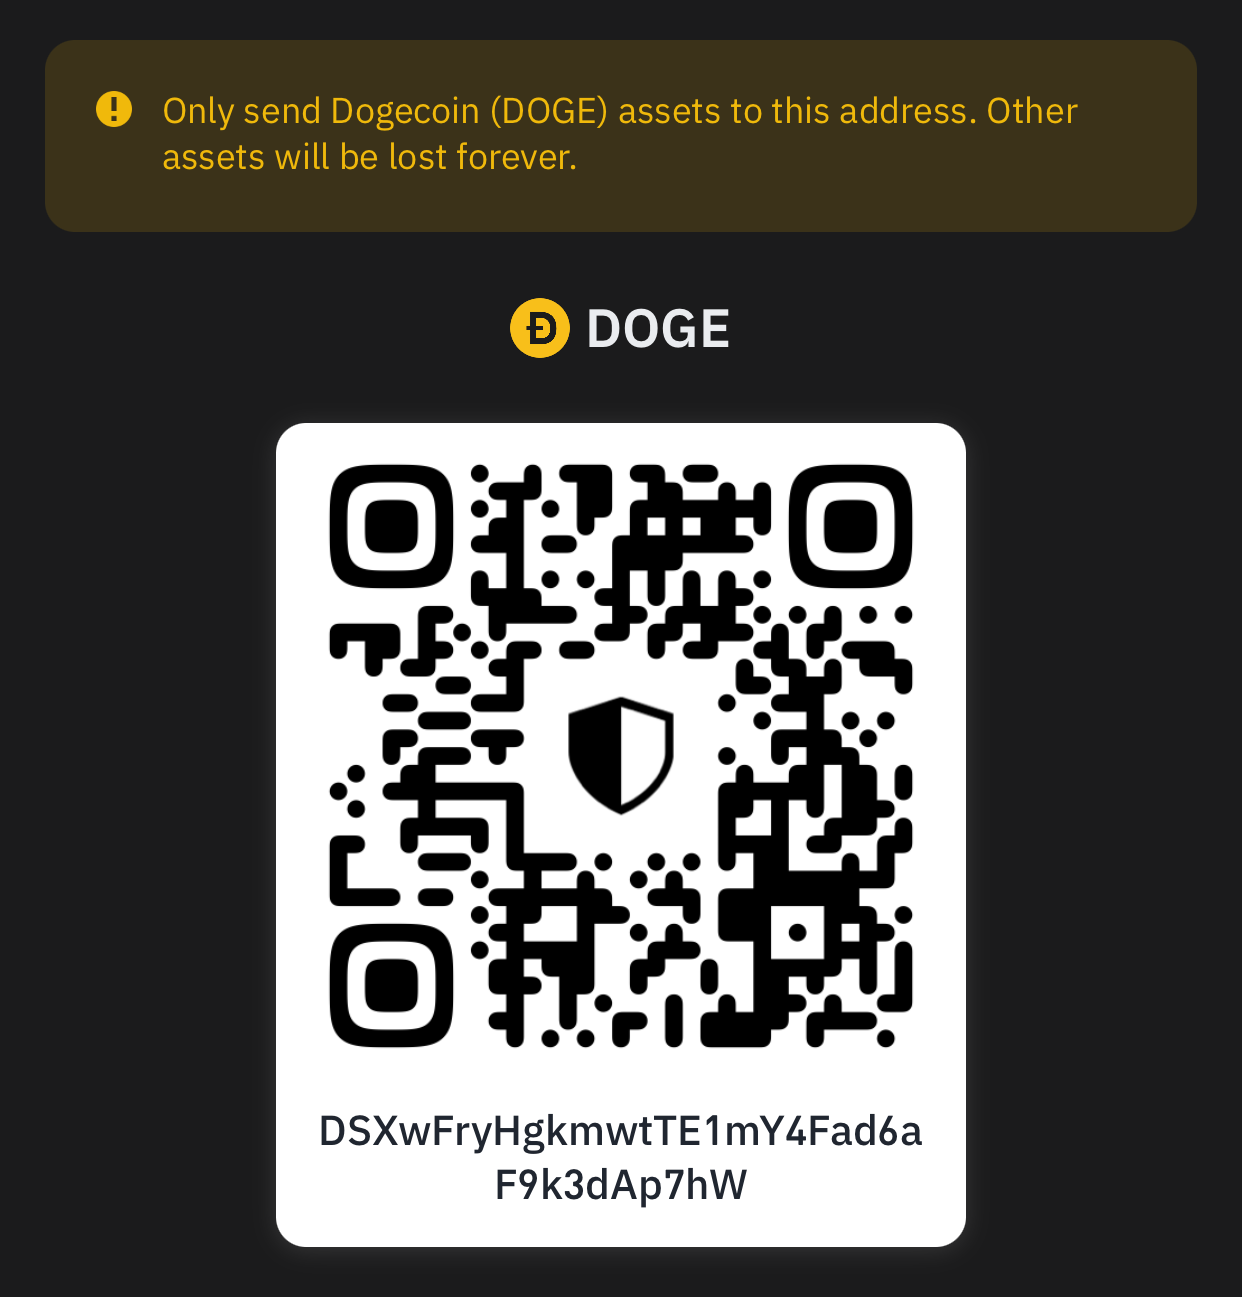 Only send Dogecoin (DOGE) assets to this address. Other
assets will be lost forever.
DOGE
DSXwFryHgkmwtTE1mY4Fad6a
F9k3dAp7hW